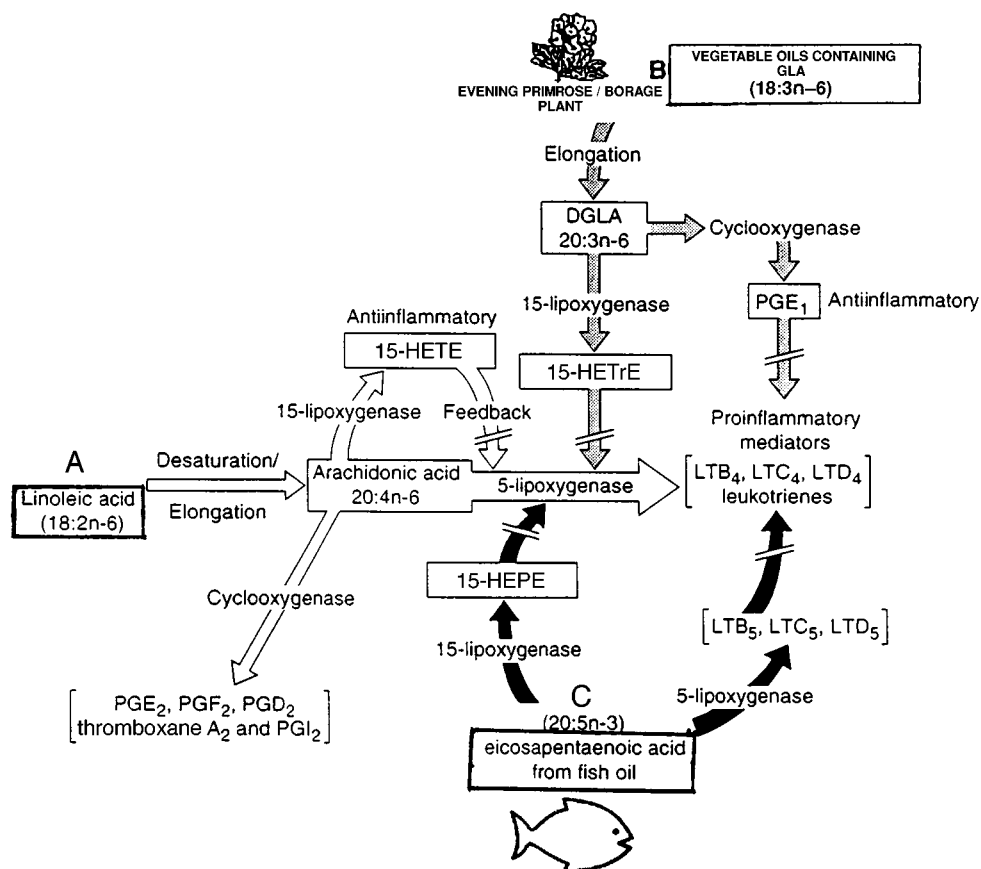 B
VEGETABLE OILS CONTAINING
GLA
(18:3n–6)
EVENING PRIMROSE / BORAGE
PLANT
Elongation
DGLA
20:3n-6
Cyclooxygenase
15-lipoxygenase
PGE1
Antiinflammatory
Antiinflammatory
15-HETE
15-HETrE
15-lipoxygenase
Feedback
Proinflammatory
mediators
A
Linoleic acid
(18:2n-6)
Desaturation/
Elongation
Arachidonic acid
20:4n-6
5-lipoxygenase
[LTB4, LTC4, LTD4]
leukotrienes
15-HEPE
Cyclooxygenase
[LTB5, LTC5, LTD5]
15-lipoxygenase
5-lipoxygenase
[PGE2, PGF2, PGD2
thromboxane A2 and PGI2]
C
(20:5n-3)
eicosapentaenoic acid
from fish oil